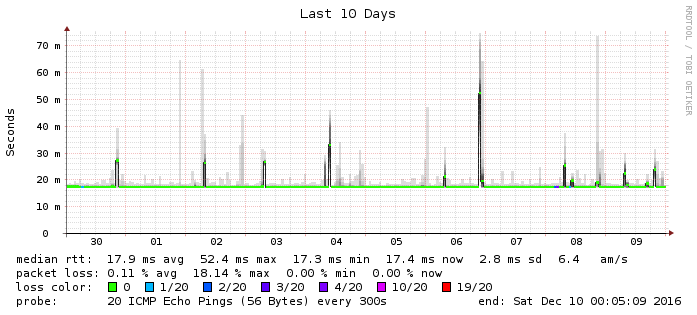 Last 10 Days
RRDTOOL / TOBI OETIKER
Seconds
70 m
60 m
50 m
40 m
30 m
20 m
10 m
0
30 01 02 03 04 05 06 07 08 09
median rtt: 17.9 ms avg 52.4 ms max 17.3 ms min 17.4 ms now 2.8 ms sd 6.4 am/s
packet loss: 0.11 % avg 18.14 % max 0.00 % min 0.00 % now
loss color: 0 1/20 2/20 3/20 4/20 10/20 19/20
probe: 20 ICMP Echo Pings (56 Bytes) every 300s end: Sat Dec 10 00:05:09 2016